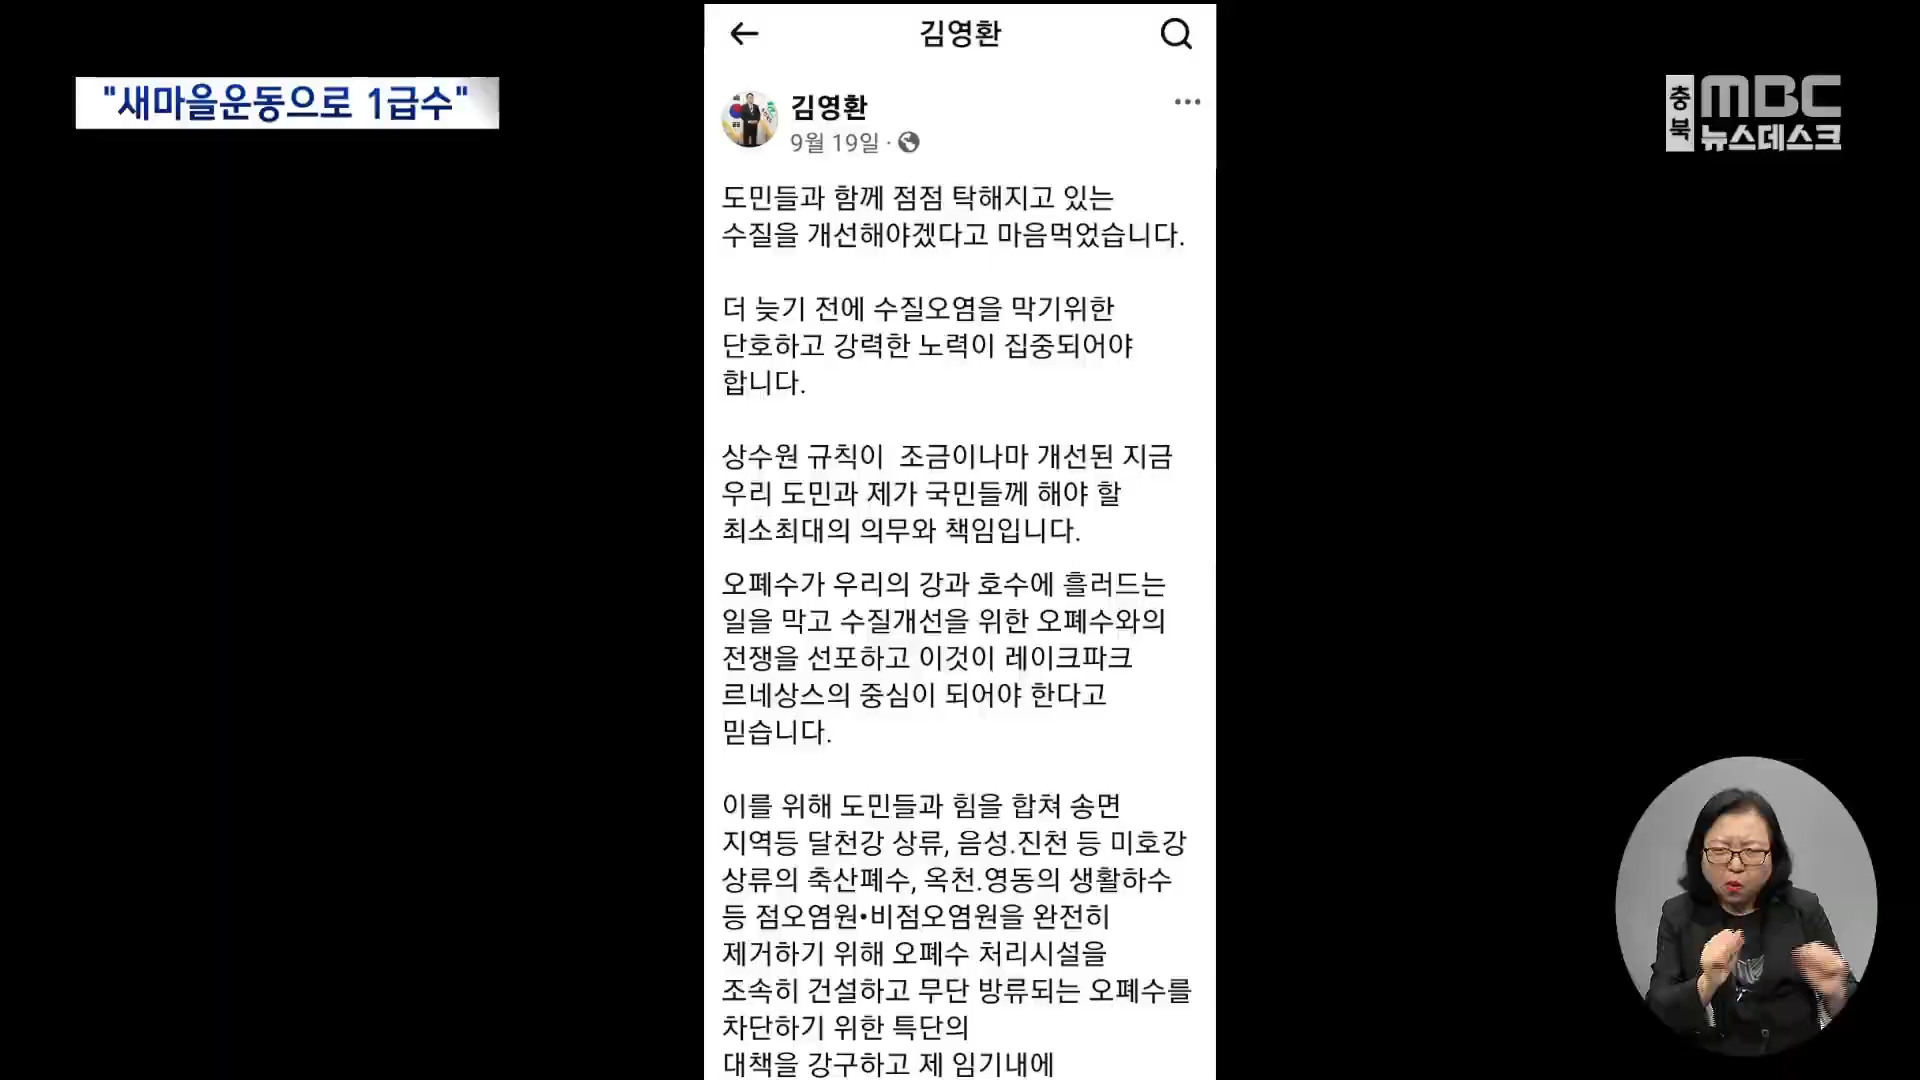 "새마을운동으로 1급수"
충북
MBC
뉴스데스크
김영환
김영환
9월 19일 ·
도민들과 함께 점점 탁해지고 있는
수질을 개선해야겠다고 마음먹었습니다.
더 늦기 전에 수질오염을 막기위한
단호하고 강력한 노력이 집중되어야
합니다.
상수원 규칙이 조금이나마 개선된 지금
우리 도민과 제가 국민들께 해야 할
최소최대의 의무와 책임입니다.
오폐수가 우리의 강과 호수에 흘러드는
일을 막고 수질개선을 위한 오폐수와의
전쟁을 선포하고 이것이 레이크파크
르네상스의 중심이 되어야 한다고
믿습니다.
이를 위해 도민들과 힘을 합쳐 송면
지역등 달천강 상류, 음성.진천 등 미호강
상류의 축산폐수, 옥천.영동의 생활하수
등 점오염원•비점오염원을 완전히
제거하기 위해 오폐수 처리시설을
조속히 건설하고 무단 방류되는 오폐수를
차단하기 위한 특단의
대책을 강구하고 제 임기내에